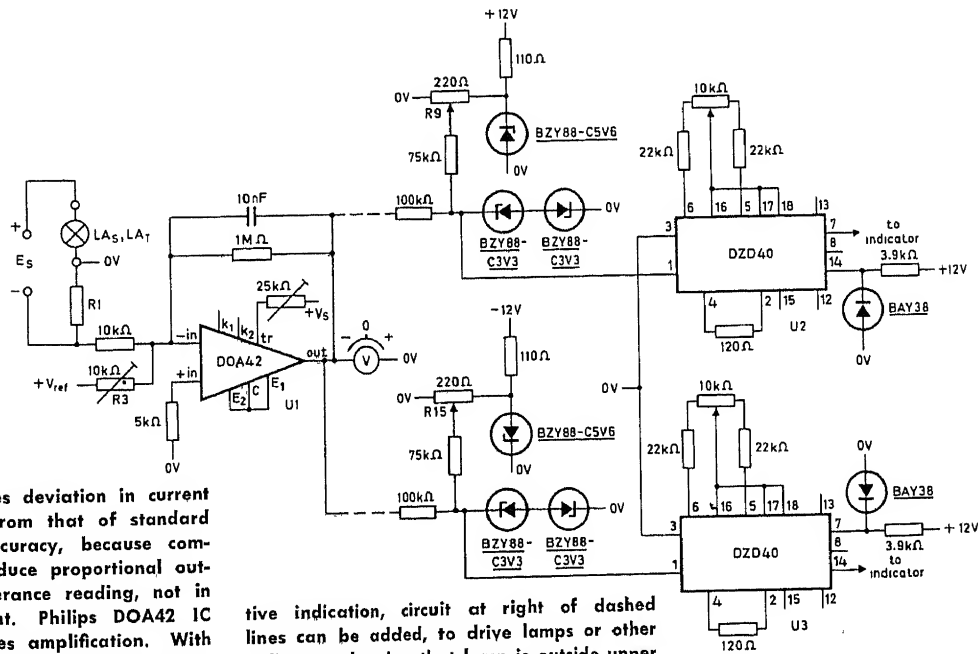 +12V
110Ω
220Ω
0V
R9
BZY88-C5V6
75kΩ
0V
10kΩ
22kΩ
22kΩ
10nF
100kΩ
0V
BZY88-
C3V3
BZY88-
C3V3
6
16
5
17
18
13
3
7
to
indicator
DZD40
8
1
14
3.9kΩ
+12V
4
2
15
12
U2
120Ω
BAY38
0V
+
ES
-
LAS, LAT
0V
R1
1MΩ
25kΩ
+VS
10kΩ
-in
k1
k2
tr
DOA42
out
+in
E2
C
E1
U1
+Vref
10kΩ
R3
5kΩ
0V
- 0 +
V
0V
-12V
110Ω
220Ω
0V
R15
BZY88-C5V6
75kΩ
0V
100kΩ
0V
BZY88-
C3V3
BZY88-
C3V3
0V
10kΩ
22kΩ
22kΩ
0V
BAY38
6
16
5
17
18
13
3
7
+12V
3.9kΩ
DZD40
8
1
14
to
indicator
4
2
15
12
U3
120Ω
es deviation in current
rom that of standard
curacy, because com-
duce proportional out-
erance reading, not in
nt. Philips DOA42 IC
es amplification. With
tive indication, circuit at right of dashed
lines can be added, to drive lamps or other